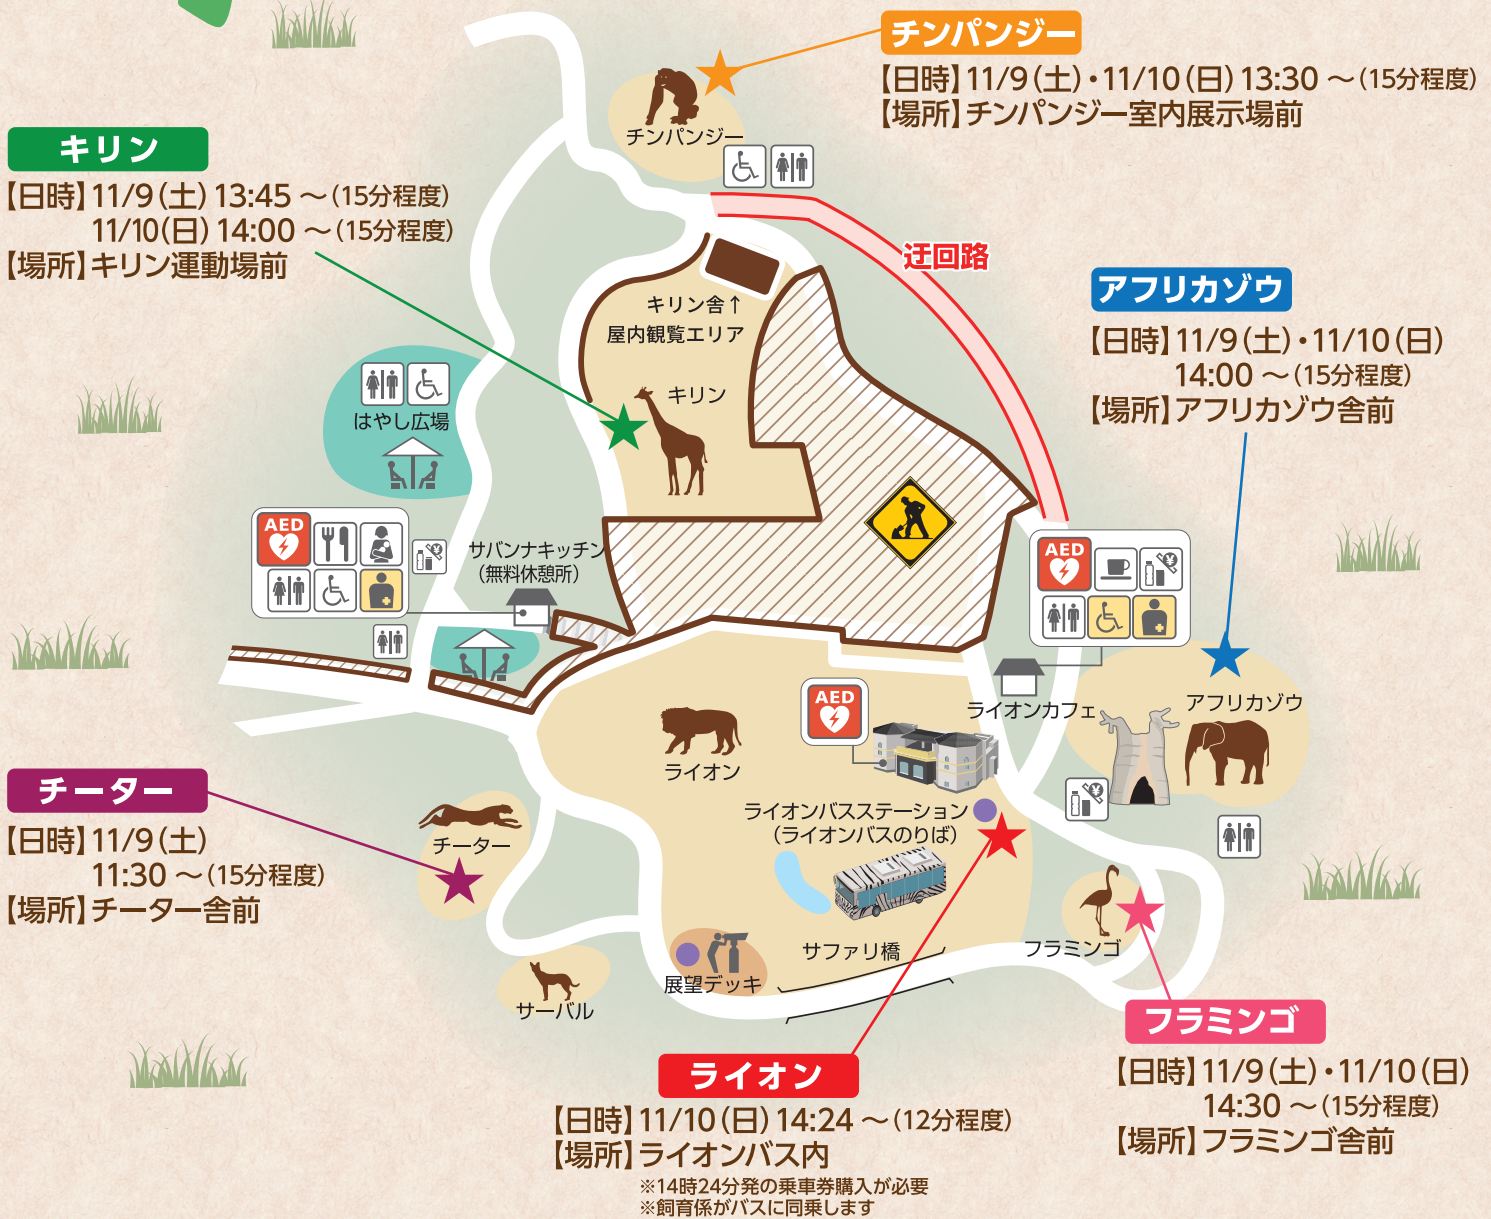 チンパンジー
【日時】11/9(土)・11/10(日) 13:30 ~(15分程度)
【場所】チンパンジー室内展示場前
チンパンジー
キリン
【日時】11/9(土) 13:45 ~(15分程度)
11/10(日) 14:00 ~(15分程度)
【場所】キリン運動場前
迂回路
アフリカゾウ
【日時】11/9(土)・11/10(日)
14:00 ~(15分程度)
【場所】アフリカゾウ舎前
キリン舎↑
屋内観覧エリア
キリン
はやし広場
AED
サバンナキッチン
(無料休憩所)
AED
AED
ライオンカフェ
アフリカゾウ
ライオン
ライオンバスステーション
(ライオンバスのりば)
チーター
【日時】11/9(土)
11:30 ~(15分程度)
【場所】チーター舎前
チーター
サファリ橋
フラミンゴ
展望デッキ
サーバル
フラミンゴ
【日時】11/9(土)・11/10(日)
14:30 ~(15分程度)
【場所】フラミンゴ舎前
ライオン
【日時】11/10(日) 14:24 ~(12分程度)
【場所】ライオンバス内
※14時24分発の乗車券購入が必要
※飼育係がバスに同乗します